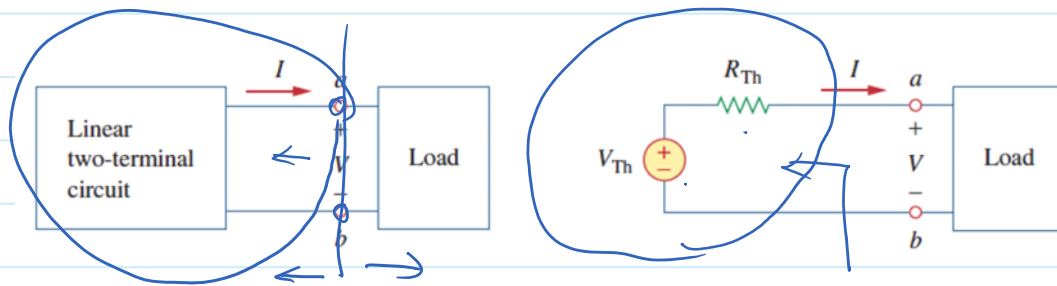 I
a
Linear
two-terminal
circuit
+
V
−
Load
b
R_Th
I
a
V_Th
+
−
+
V
−
Load
b